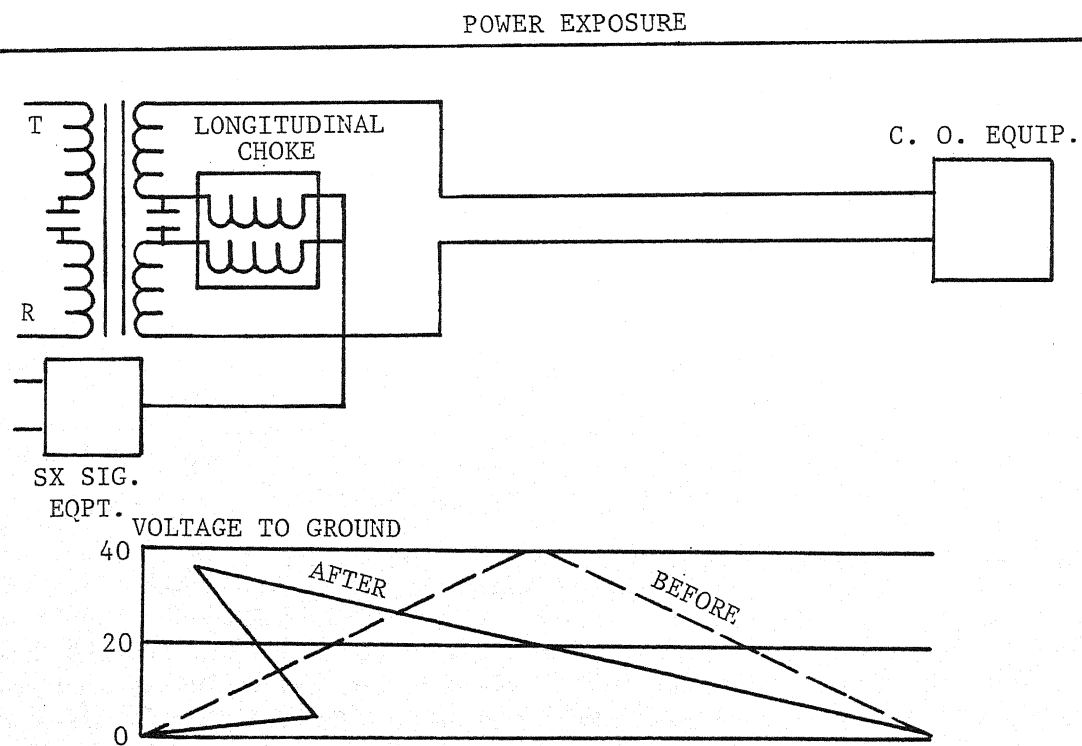 POWER EXPOSURE
T
LONGITUDINAL
CHOKE
C. O. EQUIP.
R
SX SIG.
EQPT.
VOLTAGE TO GROUND
40
AFTER
BEFORE
20
0